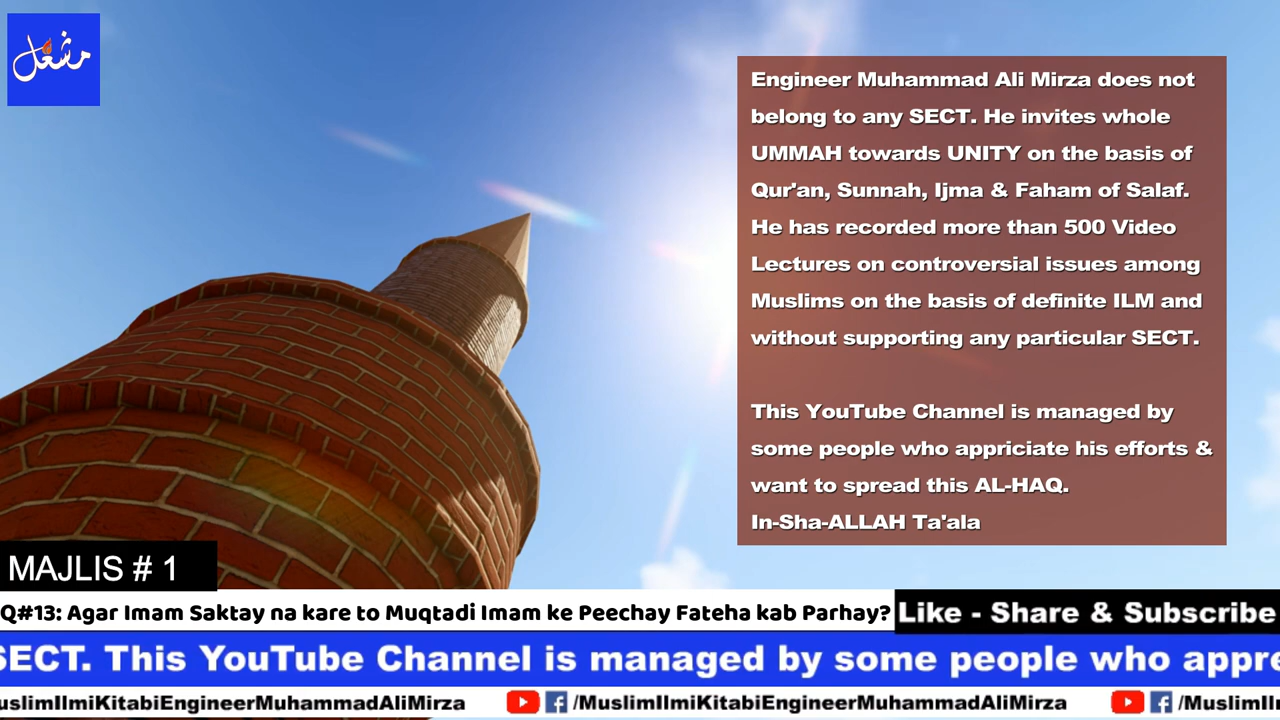 مشعل
Engineer Muhammad Ali Mirza does not
belong to any SECT. He invites whole
UMMAH towards UNITY on the basis of
Qur'an, Sunnah, Ijma & Faham of Salaf.
He has recorded more than 500 Video
Lectures on controversial issues among
Muslims on the basis of definite ILM and
without supporting any particular SECT.
This YouTube Channel is managed by
some people who appriciate his efforts &
want to spread this AL-HAQ.
In-Sha-ALLAH Ta'ala
MAJLIS # 1
Q#13: Agar Imam Saktay na kare to Muqtadi Imam ke Peechay Fateha kab Parhay?
Like - Share & Subscribe
SECT. This YouTube Channel is managed by some people who appre
uslimIlmiKitabiEngineerMuhammadAliMirza /MuslimIlmiKitabiEngineerMuhammadAliMirza /MuslimIl